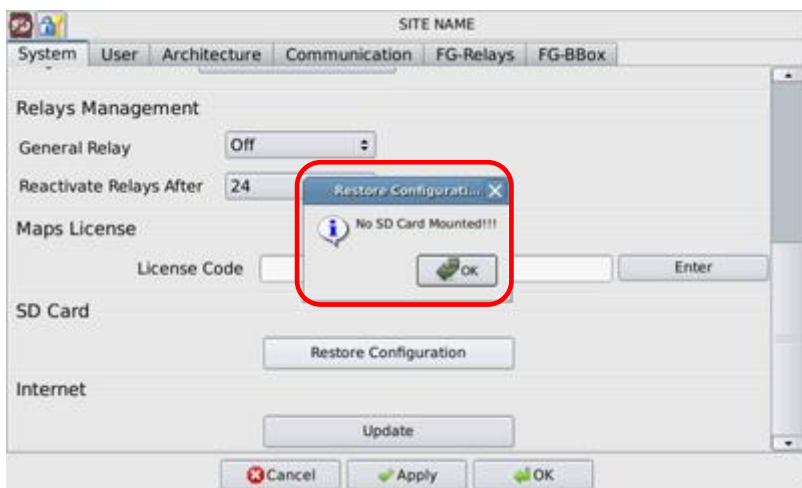 SITE NAME
System User Architecture Communication FG-Relays FG-BBox
Relays Management
General Relay Off
Reactivate Relays After 24
Restore Configurati...
No SD Card Mounted!!!
OK
Maps License
License Code Enter
SD Card
Restore Configuration
Internet
Update
Cancel Apply OK